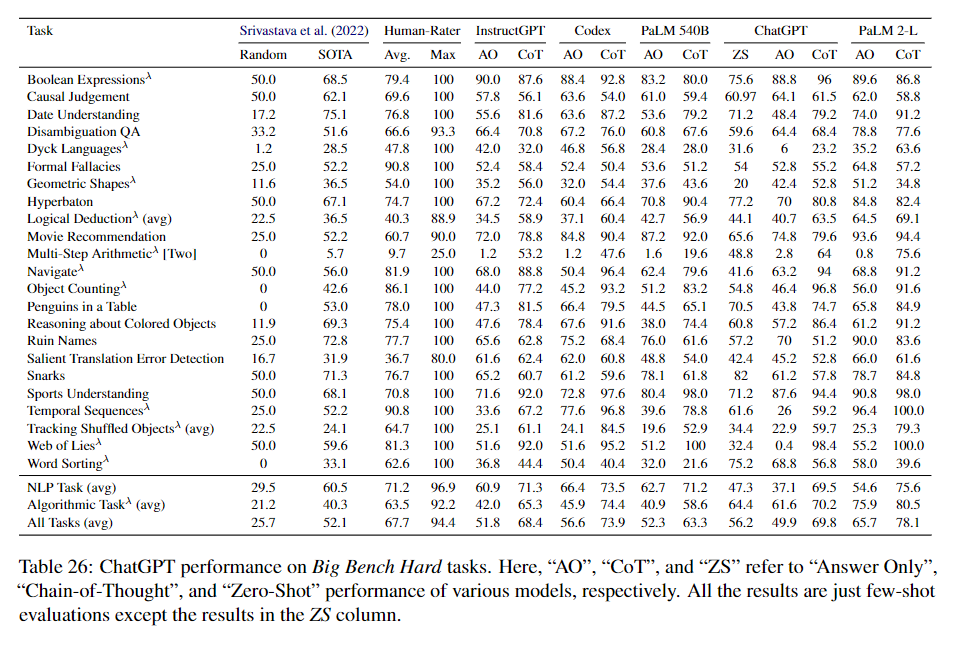 Task Srivastava et al. (2022) Human-Rater InstructGPT Codex PaLM 540B ChatGPT PaLM 2-L
Random SOTA Avg. Max AO CoT AO CoT AO CoT ZS AO CoT AO CoT
Boolean Expressionsλ 50.0 68.5 79.4 100 90.0 87.6 88.4 92.8 83.2 80.0 75.6 88.8 96 89.6 86.8
Causal Judgement 50.0 62.1 69.6 100 57.8 56.1 63.6 54.0 61.0 59.4 60.97 64.1 61.5 62.0 58.8
Date Understanding 17.2 75.1 76.8 100 55.6 81.6 63.6 87.2 53.6 79.2 71.2 48.4 79.2 74.0 91.2
Disambiguation QA 33.2 51.6 66.6 93.3 66.4 70.8 67.2 76.0 60.8 67.6 59.6 64.4 68.4 78.8 77.6
Dyck Languagesλ 1.2 28.5 47.8 100 42.0 32.0 46.8 56.8 28.4 28.0 31.6 6 23.2 35.2 63.6
Formal Fallacies 25.0 52.2 90.8 100 52.4 58.4 52.4 50.4 53.6 51.2 54 52.8 55.2 64.8 57.2
Geometric Shapesλ 11.6 36.5 54.0 100 35.2 56.0 32.0 54.4 37.6 43.6 20 42.4 52.8 51.2 34.8
Hyperbaton 50.0 67.1 74.7 100 67.2 72.4 60.4 66.4 70.8 90.4 77.2 70 80.8 84.8 82.4
Logical Deductionλ (avg) 22.5 36.5 40.3 88.9 34.5 58.9 37.1 60.4 42.7 56.9 44.1 40.7 63.5 64.5 69.1
Movie Recommendation 25.0 52.2 60.7 90.0 72.0 78.8 84.8 90.4 87.2 92.0 65.6 74.8 79.6 93.6 94.4
Multi-Step Arithmeticλ [Two] 0 5.7 9.7 25.0 1.2 53.2 1.2 47.6 1.6 19.6 48.8 2.8 64 0.8 75.6
Navigateλ 50.0 56.0 81.9 100 68.0 88.8 50.4 96.4 62.4 79.6 41.6 63.2 94 68.8 91.2
Object Countingλ 0 42.6 86.1 100 44.0 77.2 45.2 93.2 51.2 83.2 54.8 46.4 96.8 56.0 91.6
Penguins in a Table 0 53.0 78.0 100 47.3 81.5 66.4 79.5 44.5 65.1 70.5 43.8 74.7 65.8 84.9
Reasoning about Colored Objects 11.9 69.3 75.4 100 47.6 78.4 67.6 91.6 38.0 74.4 60.8 57.2 86.4 61.2 91.2
Ruin Names 25.0 72.8 77.7 100 65.6 62.8 75.2 68.4 76.0 61.6 57.2 70 51.2 90.0 83.6
Salient Translation Error Detection 16.7 31.9 36.7 80.0 61.6 62.4 62.0 60.8 48.8 54.0 42.4 45.2 52.8 66.0 61.6
Snarks 50.0 71.3 76.7 100 65.2 60.7 61.2 59.6 78.1 61.8 82 61.2 57.8 78.7 84.8
Sports Understanding 50.0 68.1 70.8 100 71.6 92.0 72.8 97.6 80.4 98.0 71.2 87.6 94.4 90.8 98.0
Temporal Sequencesλ 25.0 52.2 90.8 100 33.6 67.2 77.6 96.8 39.6 78.8 61.6 26 59.2 96.4 100.0
Tracking Shuffled Objectsλ (avg) 22.5 24.1 64.7 100 25.1 61.1 24.1 84.5 19.6 52.9 34.4 22.9 59.7 25.3 79.3
Web of Liesλ 50.0 59.6 81.3 100 51.6 92.0 51.6 95.2 51.2 100 32.4 0.4 98.4 55.2 100.0
Word Sortingλ 0 33.1 62.6 100 36.8 44.4 50.4 40.4 32.0 21.6 75.2 68.8 56.8 58.0 39.6
NLP Task (avg) 29.5 60.5 71.2 96.9 60.9 71.3 66.4 73.5 62.7 71.2 47.3 37.1 69.5 54.6 75.6
Algorithmic Taskλ (avg) 21.2 40.3 63.5 92.2 42.0 65.3 45.9 74.4 40.9 58.6 64.4 61.6 70.2 75.9 80.5
All Tasks (avg) 25.7 52.1 67.7 94.4 51.8 68.4 56.6 73.9 52.3 63.3 56.2 49.9 69.8 65.7 78.1
Table 26: ChatGPT performance on Big Bench Hard tasks. Here, “AO”, “CoT”, and “ZS” refer to “Answer Only”,
“Chain-of-Thought”, and “Zero-Shot” performance of various models, respectively. All the results are just few-shot
evaluations except the results in the ZS column.